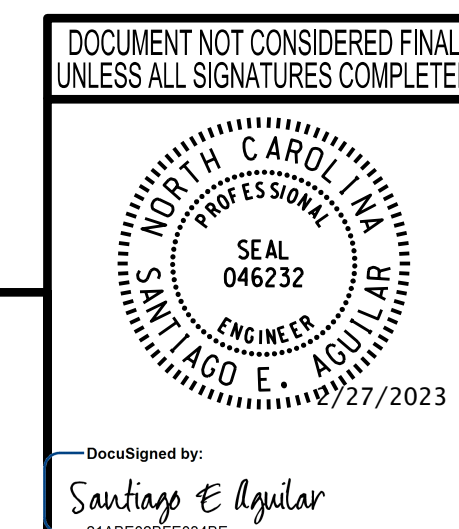 DOCUMENT NOT CONSIDERED FINAL
UNLESS ALL SIGNATURES COMPLETE
NORTH CAROLINA
PROFESSIONAL
SEAL
046232
ENGINEER
SANTIAGO E. AGUILAR
2/27/2023
DocuSigned by:
Santiago E Aguilar